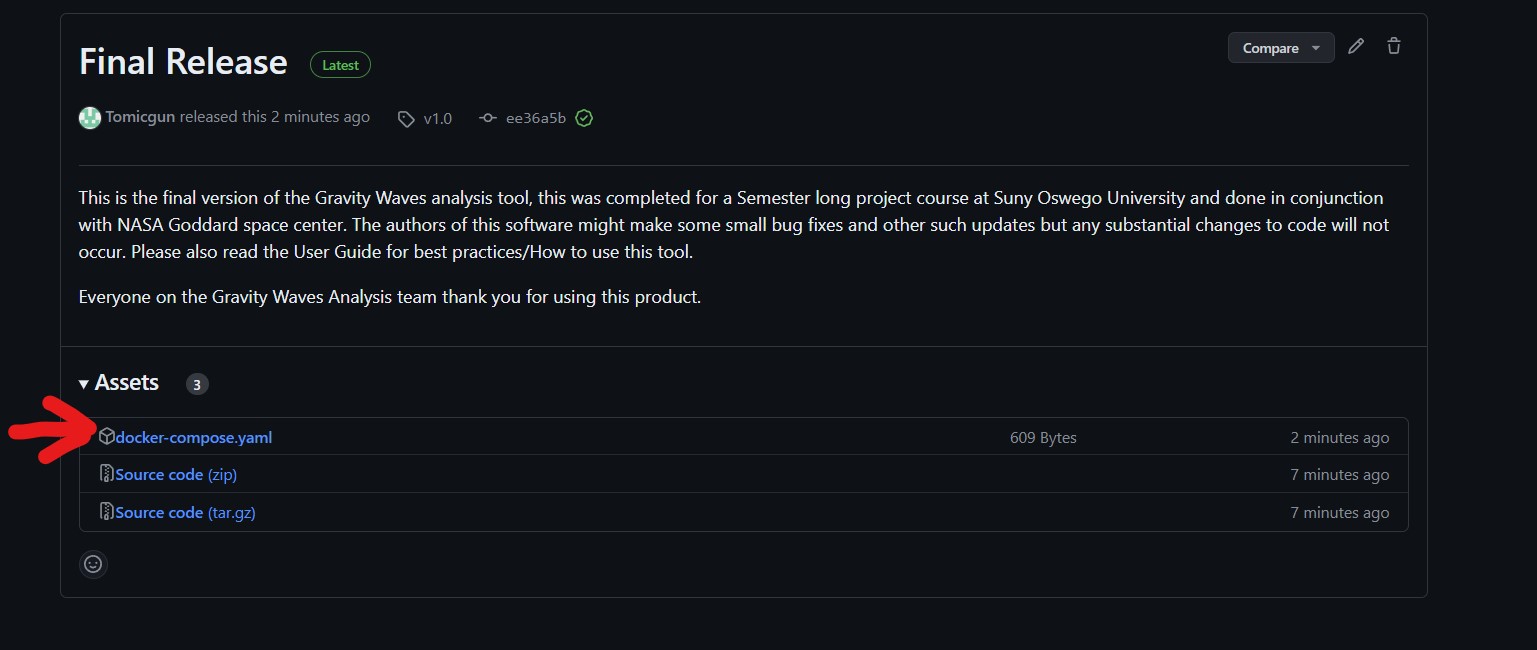 Final Release Latest Compare
Tomicgun released this 2 minutes ago v1.0 ee36a5b
This is the final version of the Gravity Waves analysis tool, this was completed for a Semester long project course at Suny Oswego University and done in conjunction
with NASA Goddard space center. The authors of this software might make some small bug fixes and other such updates but any substantial changes to code will not
occur. Please also read the User Guide for best practices/How to use this tool.
Everyone on the Gravity Waves Analysis team thank you for using this product.
Assets 3
docker-compose.yaml 609 Bytes 2 minutes ago
Source code (zip) 7 minutes ago
Source code (tar.gz) 7 minutes ago